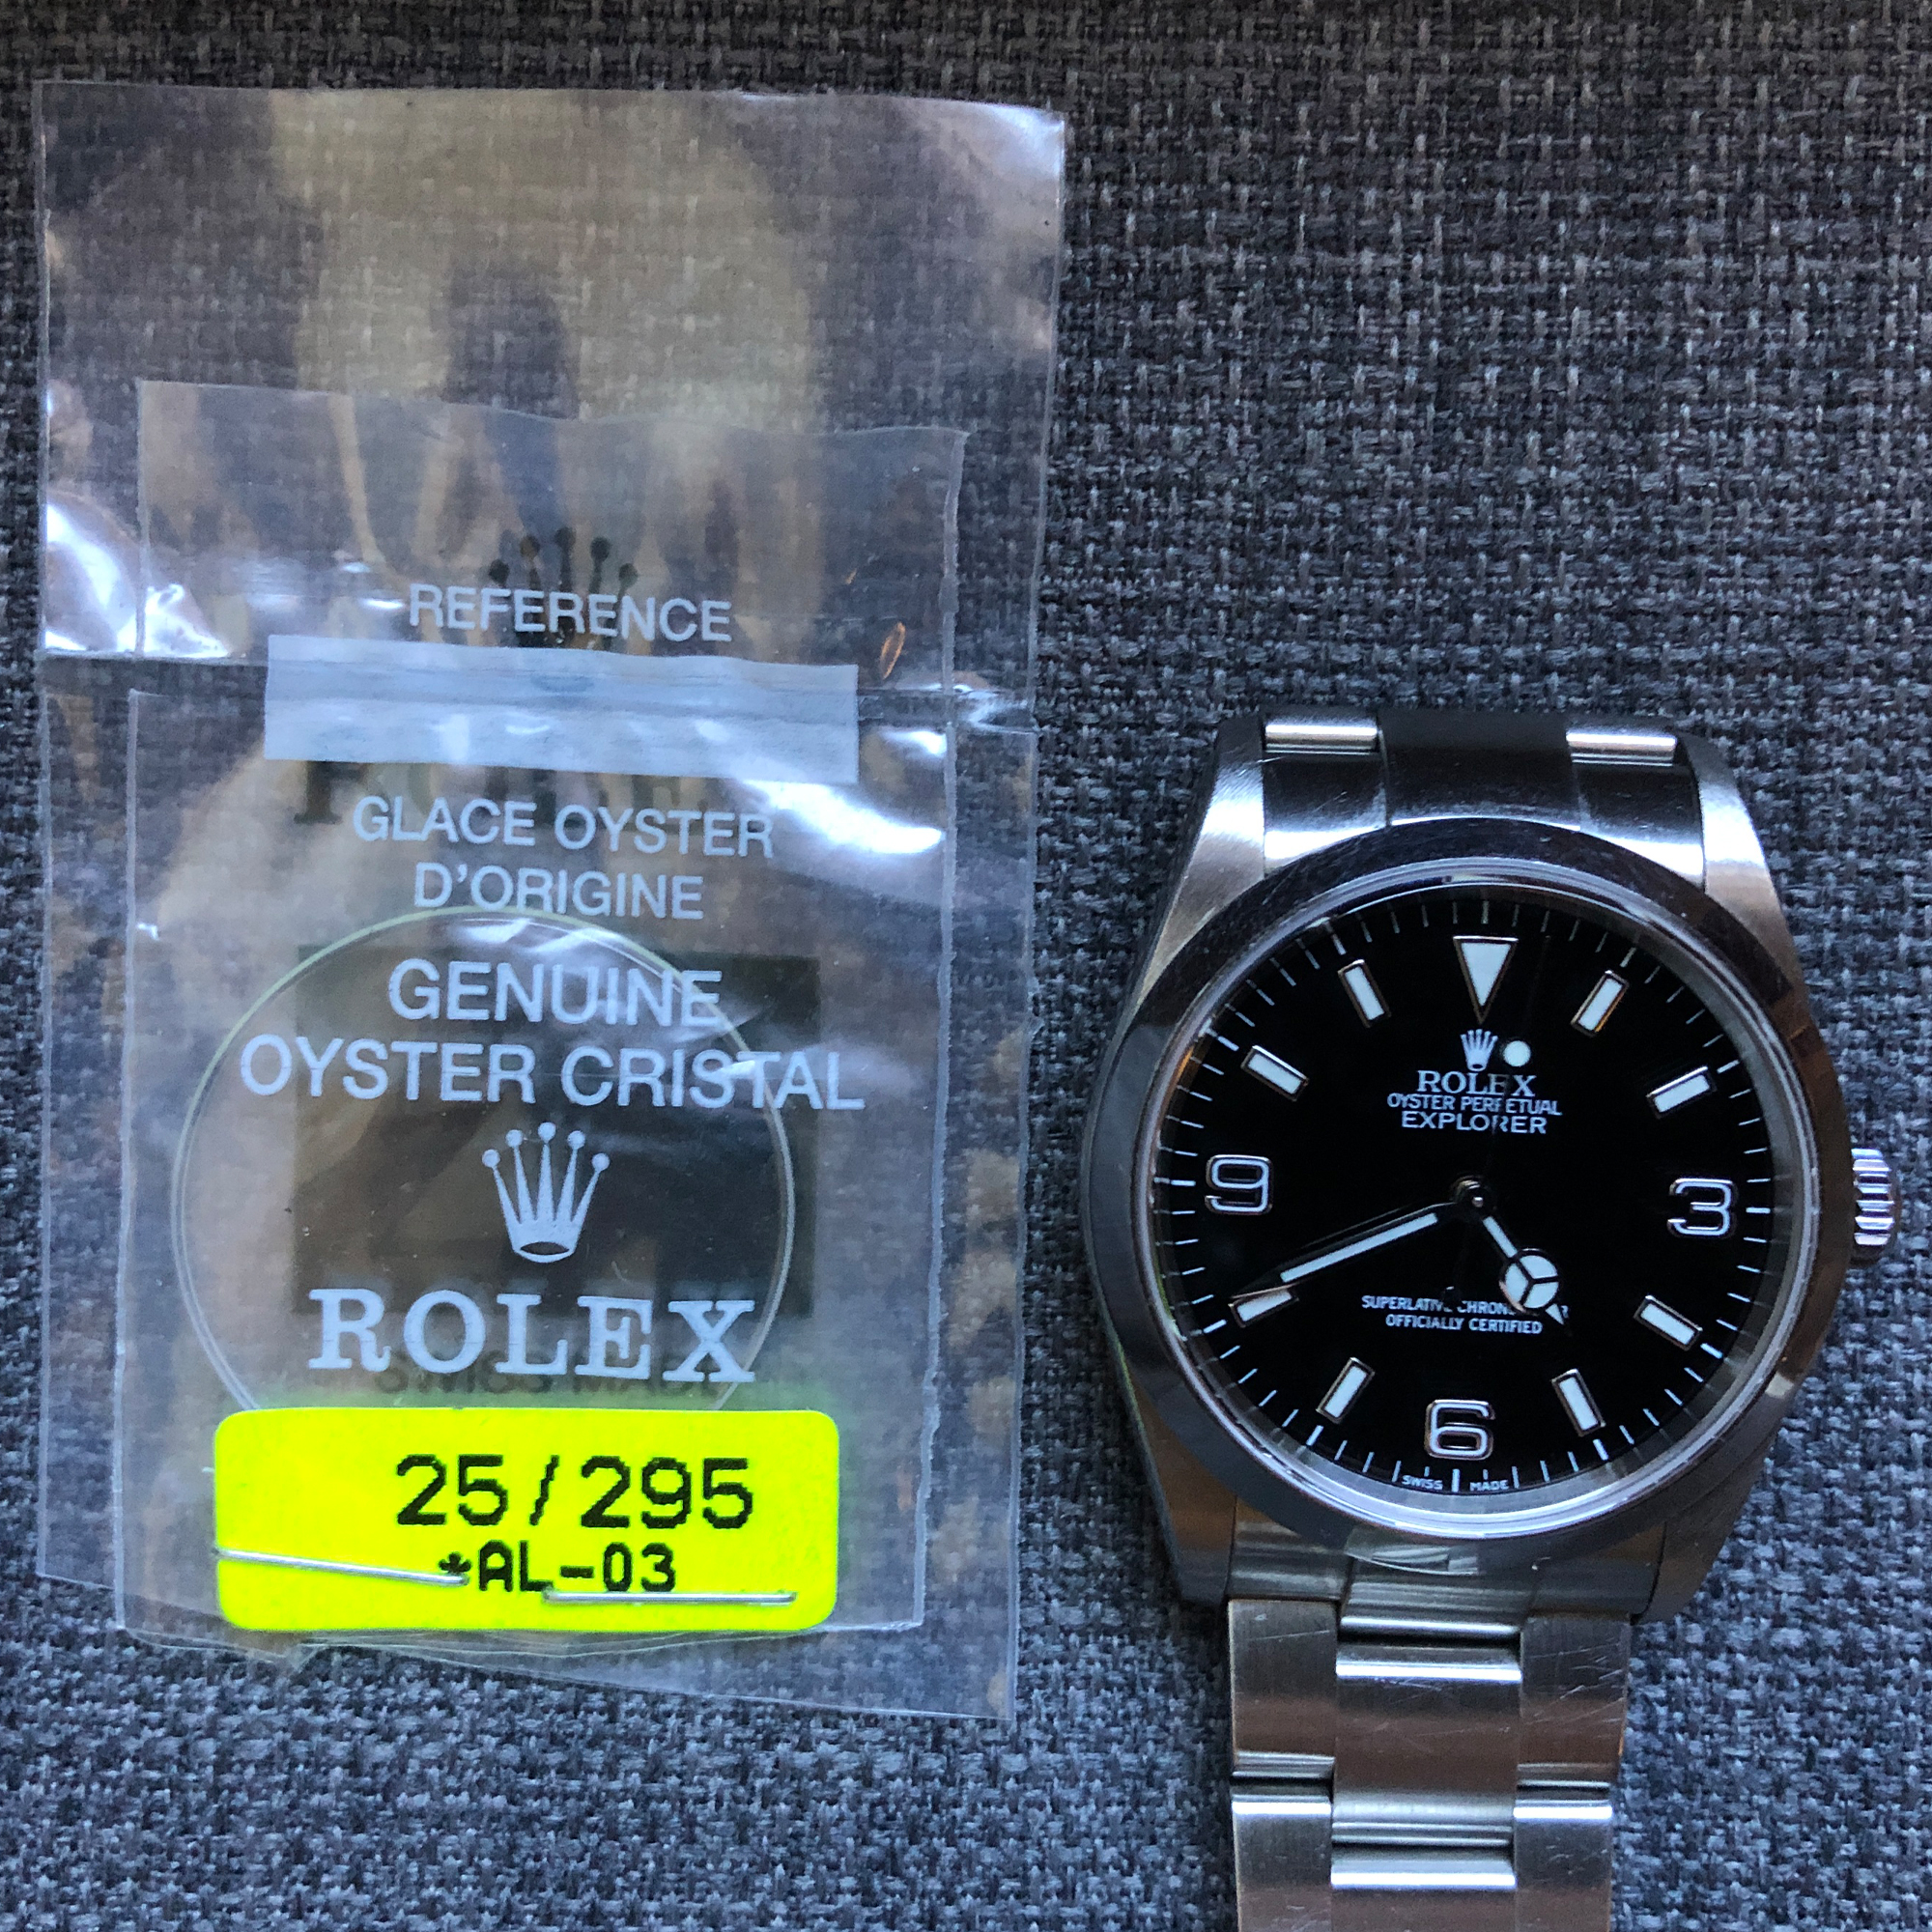 REFERENCE
GLACE OYSTER
D'ORIGINE
GENUINE
OYSTER CRISTAL
ROLEX
25/295
*AL-03
ROLEX
OYSTER PERPETUAL
EXPLORER
9
3
SUPERLATIVE
OFFICIALLY CERTIFIED
6
SWISS MADE